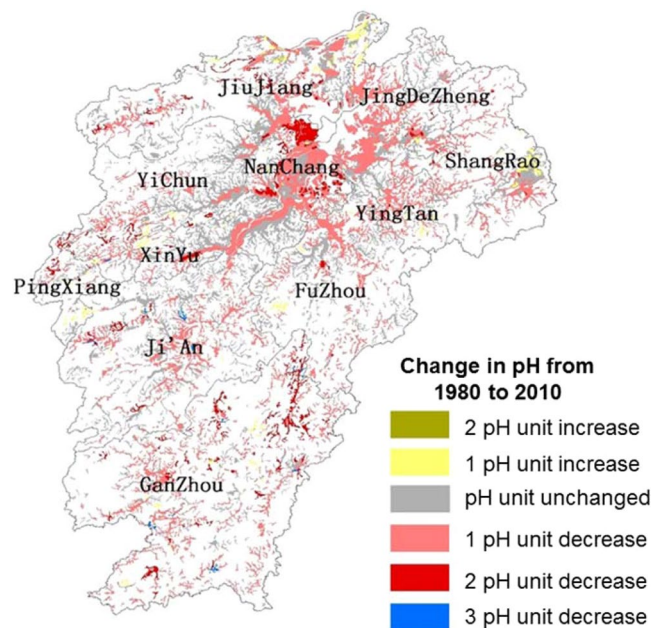 JiuJiang
JingDeZheng
NanChang
ShangRao
YiChun
YingTan
XinYu
PingXiang
FuZhou
Ji'An
GanZhou
Change in pH from
1980 to 2010
2 pH unit increase
1 pH unit increase
pH unit unchanged
1 pH unit decrease
2 pH unit decrease
3 pH unit decrease